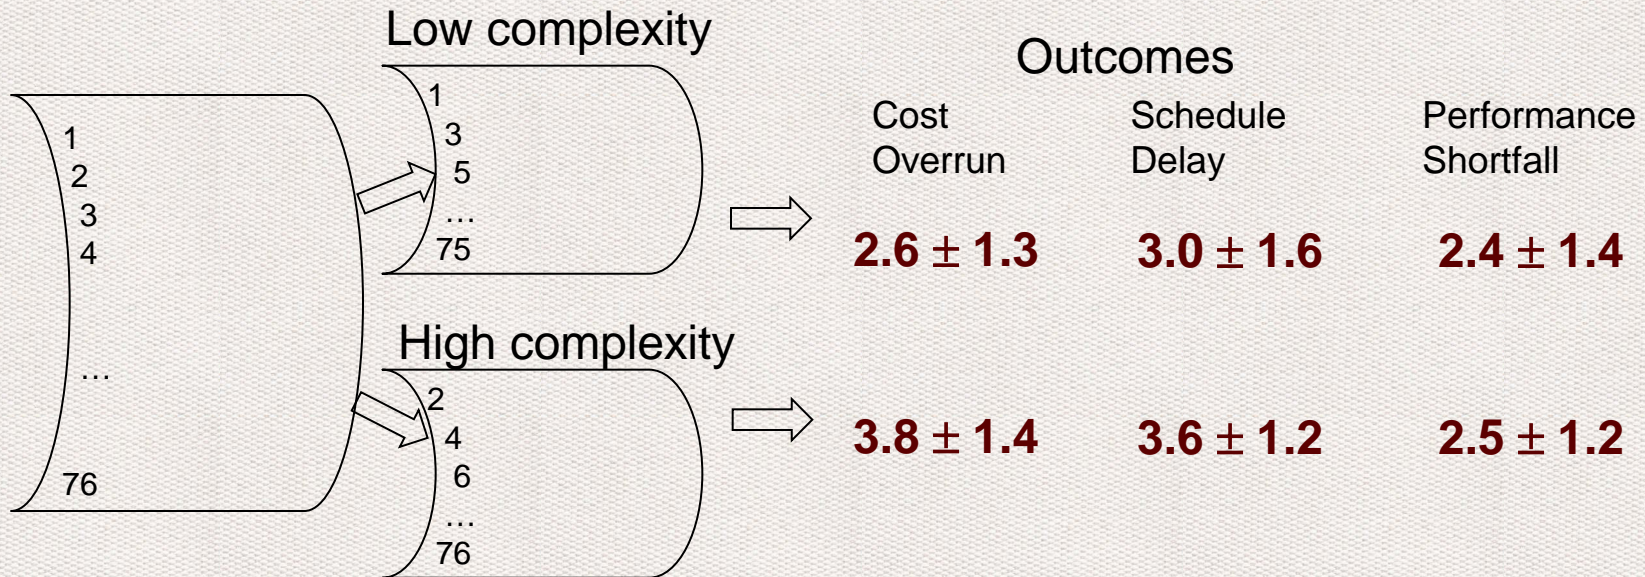 1
2
3
4
…
76
Low complexity
1
3
5
…
75
High complexity
2
4
6
…
76
Outcomes
Cost Overrun
Schedule Delay
Performance Shortfall
2.6 ± 1.3
3.0 ± 1.6
2.4 ± 1.4
3.8 ± 1.4
3.6 ± 1.2
2.5 ± 1.2